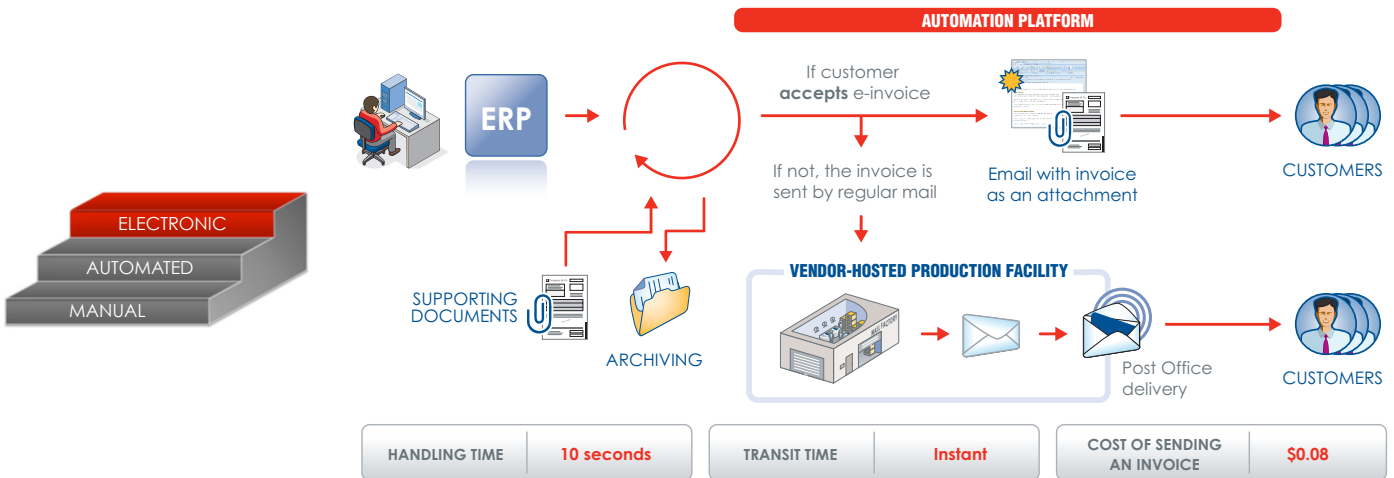 AUTOMATION PLATFORM
ERP
If customer
accepts e-invoice
If not, the invoice is
sent by regular mail
Email with invoice
as an attachment
CUSTOMERS
ELECTRONIC
AUTOMATED
MANUAL
SUPPORTING
DOCUMENTS
ARCHIVING
VENDOR-HOSTED PRODUCTION FACILITY
MAIL FACTORY
Post Office
delivery
CUSTOMERS
HANDLING TIME
10 seconds
TRANSIT TIME
Instant
COST OF SENDING
AN INVOICE
$0.08